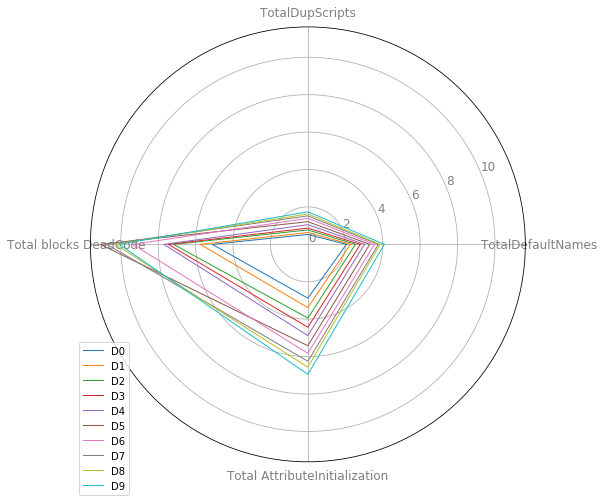 TotalDupScripts
10
8
6
4
2
0
Total blocks DeadCode
TotalDefaultNames
D0
D1
D2
D3
D4
D5
D6
D7
D8
D9
Total AttributeInitialization